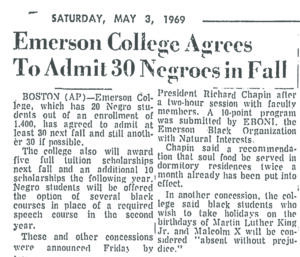 SATURDAY, MAY 3, 1969
Emerson College Agrees
To Admit 30 Negroes in Fall
BOSTON (AP)—Emerson Col-
lege, which has 20 Negro stu-
dents out of an enrollment of
1,400, has agreed to admit at
least 30 next fall and still anoth-
er 30 if possible.
The college also will award
five full tuition scholarships
next fall and an additional 10
scholarships the following year.
Negro students will be offered
the option of several black
courses in place of a required
speech course in the second
year.
These and other concessions
were announced Friday by
President Richard Chapin after
a two-hour session with faculty
members. A 10-point program
was submitted by EBONI, the
Emerson Black Organization
with Natural Interests.
Chapin said a recommenda-
tion that soul food be served in
dormitory residences twice a
month already has been put into
effect.
In another concession, the col-
lege said black students who
wish to take holidays on the
birthdays of Martin Luther King
Jr. and Malcolm X will be con-
sidered "absent without preju-
dice."